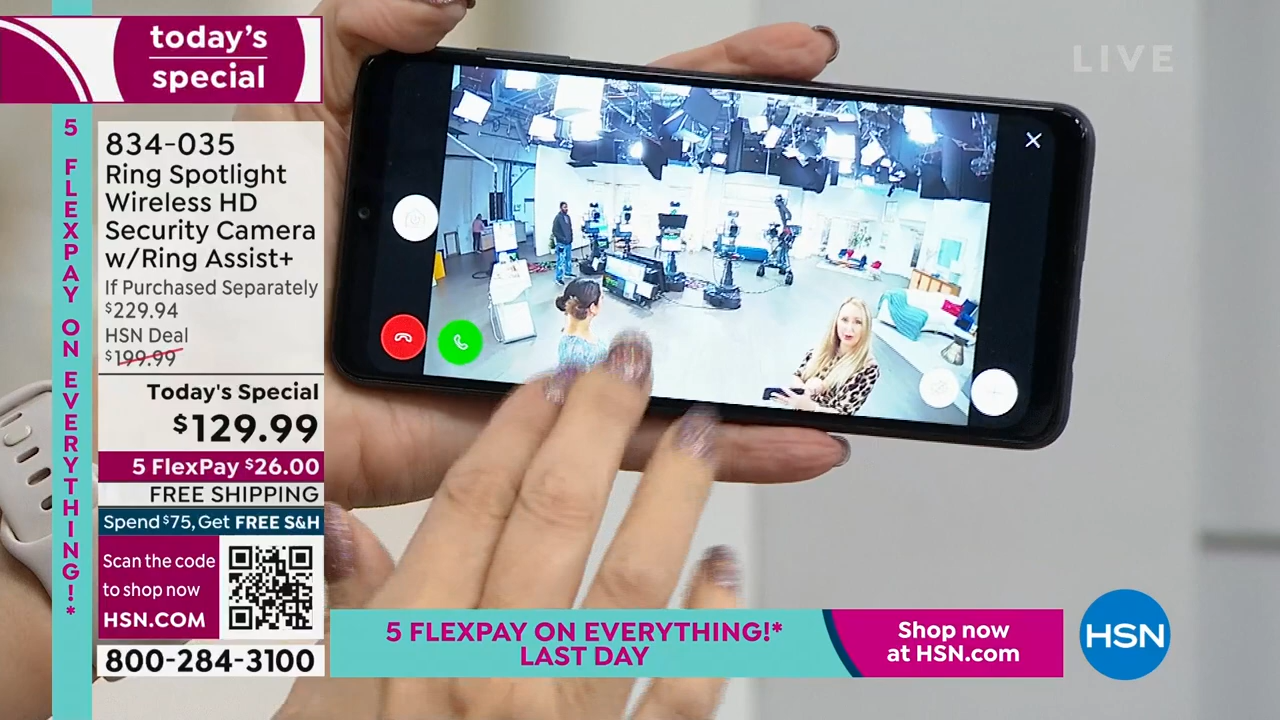 today's
special
5 FLEXPAY ON EVERYTHING!*
834-035
Ring Spotlight
Wireless HD
Security Camera
w/Ring Assist+
If Purchased Separately
$229.94
HSN Deal
$199.99
Today's Special
$129.99
5 FlexPay $26.00
FREE SHIPPING
Spend $75, Get FREE S&H
Scan the code
to shop now
HSN.COM
800-284-3100
LIVE
5 FLEXPAY ON EVERYTHING!*
LAST DAY
Shop now
at HSN.com
HSN